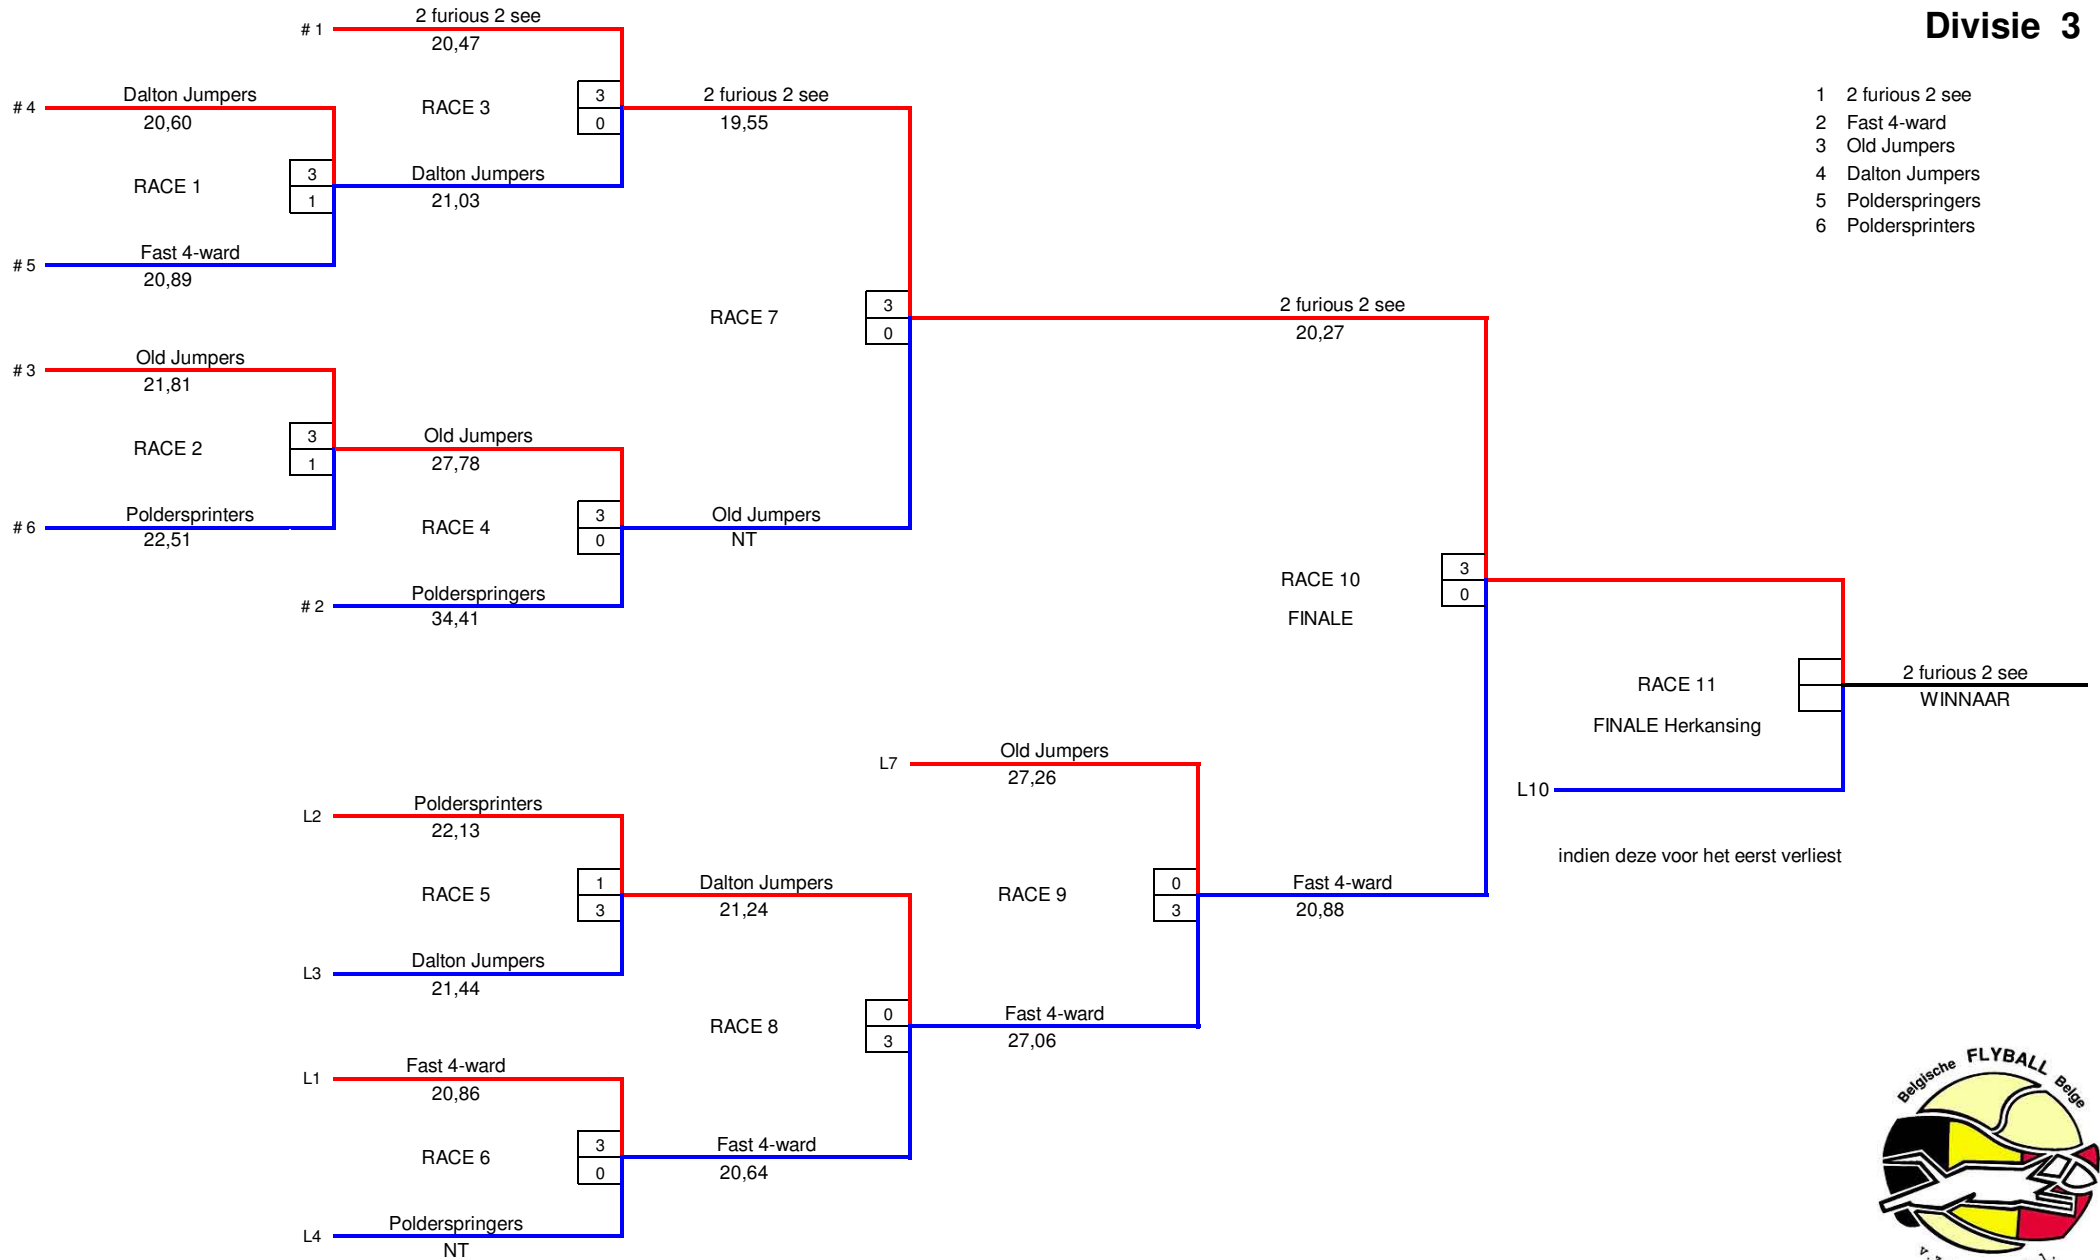 Divisie 3
1 2 furious 2 see
2 Fast 4-ward
3 Old Jumpers
4 Dalton Jumpers
5 Polderspringers
6 Poldersprinters
# 1
2 furious 2 see
20,47
# 4
Dalton Jumpers
20,60
RACE 3
3
0
2 furious 2 see
19,55
RACE 1
3
1
Dalton Jumpers
21,03
# 5
Fast 4-ward
20,89
RACE 7
3
0
2 furious 2 see
20,27
# 3
Old Jumpers
21,81
RACE 2
3
1
Old Jumpers
27,78
# 6
Poldersprinters
22,51
RACE 4
3
0
Old Jumpers
NT
# 2
Polderspringers
34,41
RACE 10
FINALE
3
0
RACE 11
FINALE Herkansing
2 furious 2 see
WINNAAR
L10
indien deze voor het eerst verliest
L7
Old Jumpers
27,26
L2
Poldersprinters
22,13
RACE 5
1
3
Dalton Jumpers
21,24
RACE 9
0
3
Fast 4-ward
20,88
L3
Dalton Jumpers
21,44
RACE 8
0
3
Fast 4-ward
27,06
L1
Fast 4-ward
20,86
RACE 6
3
0
Fast 4-ward
20,64
L4
Polderspringers
NT
Belgische FLYBALL Belge